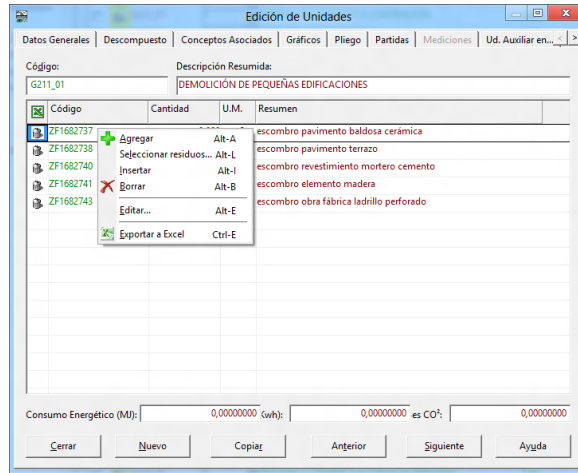 Edición de Unidades
Datos Generales Descompuesto Conceptos Asociados Gráficos Pliego Partidas Mediciones Ud. Auxiliar en...
Código: Descripción Resumida:
G211_01 DEMOLICIÓN DE PEQUEÑAS EDIFICACIONES
Código Cantidad U.M. Resumen
ZF1682737 escombro pavimento baldosa cerámica
ZF1682738 escombro pavimento terrazo
ZF1682740 escombro revestimiento mortero cemento
ZF1682741 escombro elemento madera
ZF1682743 escombro obra fábrica ladrillo perforado
Agregar Alt-A
Seleccionar residuos... Alt-L
Insertar Alt-I
Borrar Alt-B
Editar... Alt-E
Exportar a Excel Ctrl-E
Consumo Energético (MJ): 0,00000000 (wh): 0,00000000 es CO²: 0,00000000
Cerrar Nuevo Copiar Anterior Siguiente Ayuda